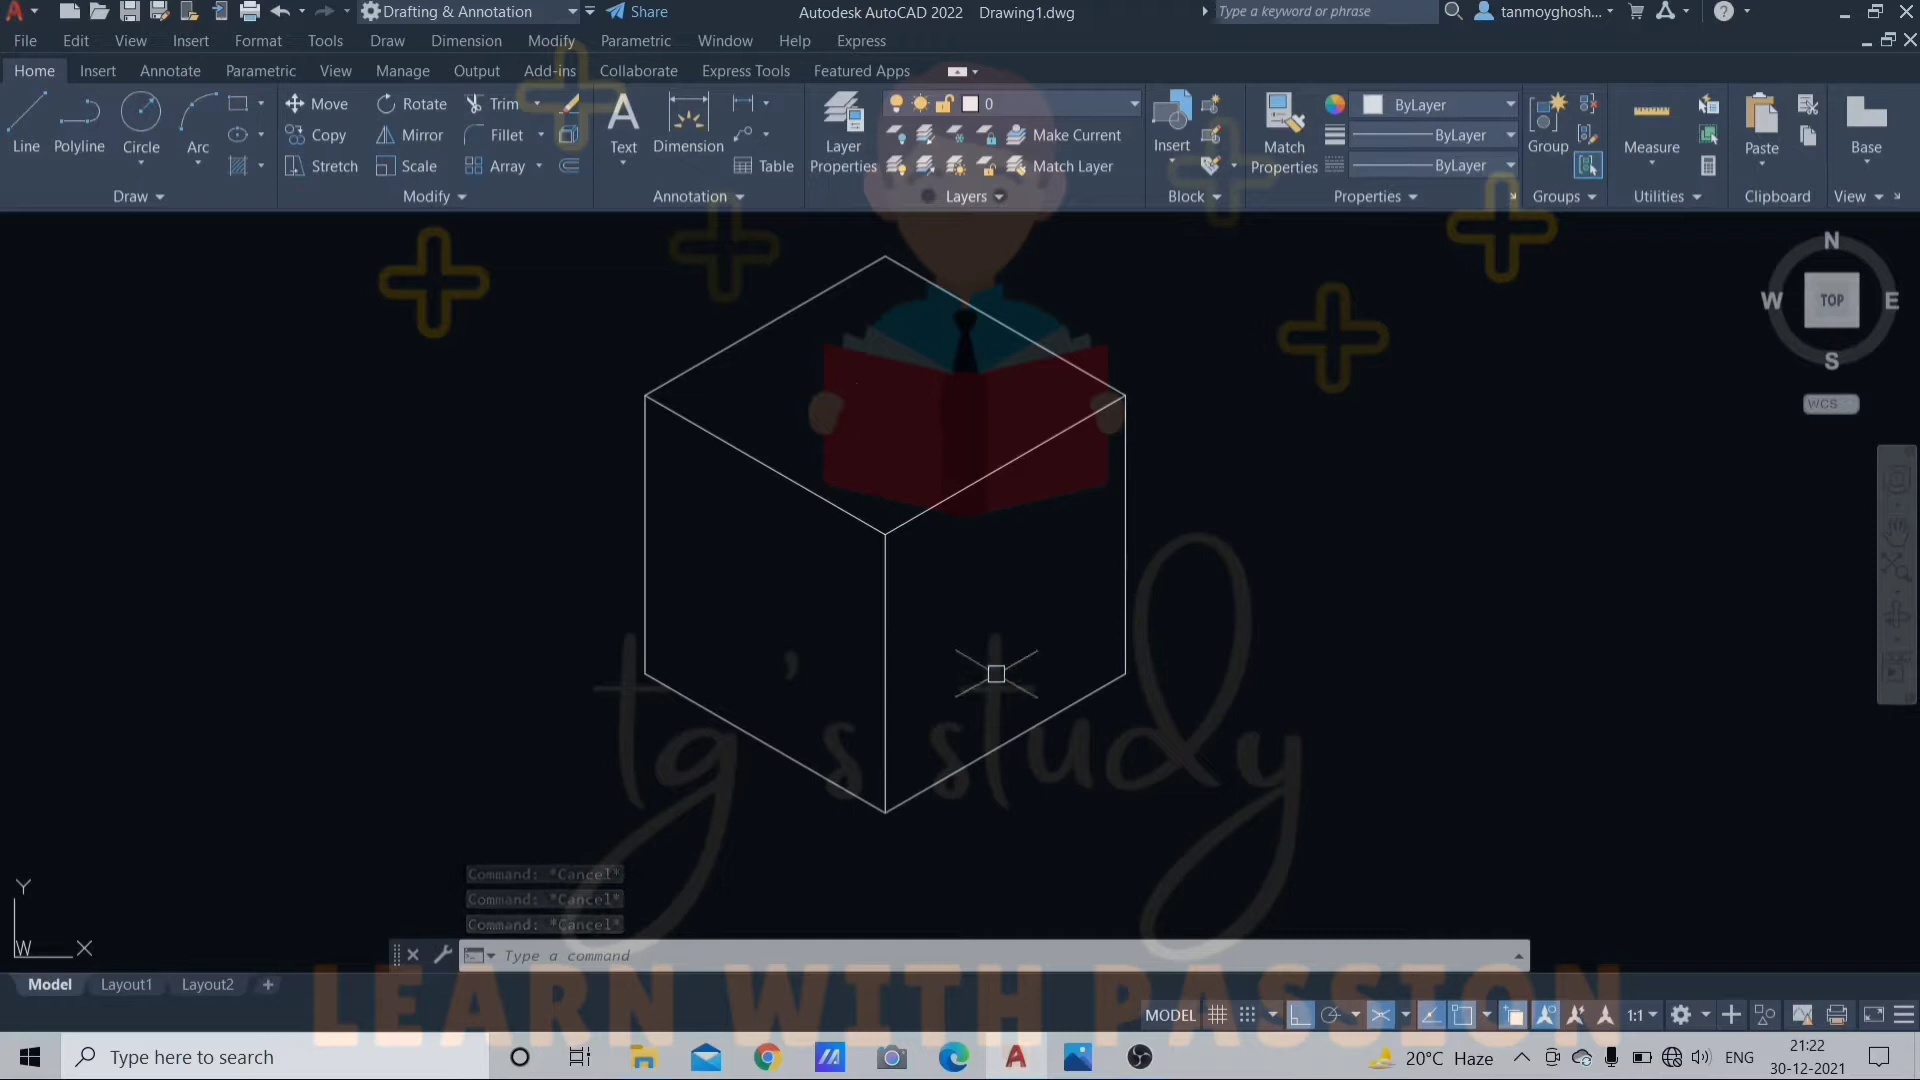 Drafting & Annotation
Share
Autodesk AutoCAD 2022 Drawing1.dwg
Type a keyword or phrase
tanmoyghosh...
File Edit View Insert Format Tools Draw Dimension Modify Parametric Window Help Express
Home Insert Annotate Parametric View Manage Output Add-ins Collaborate Express Tools Featured Apps
Line
Polyline
Circle
Arc
Draw
Move
Rotate
Trim
Copy
Mirror
Fillet
Stretch
Scale
Array
Modify
Text
Dimension
Table
Annotation
Layer
Properties
0
Make Current
Match Layer
Layers
Insert
Block
Match
Properties
ByLayer
ByLayer
ByLayer
Properties
Group
Groups
Measure
Utilities
Paste
Clipboard
Base
View
N
W
TOP
E
S
WCS
tg's study
Command: *Cancel*
Command: *Cancel*
Command: *Cancel*
Type a command
Y
W X
LEARN WITH PASSION
Model Layout1 Layout2 +
MODEL
1:1
Type here to search
20°C Haze
ENG
21:22
30-12-2021